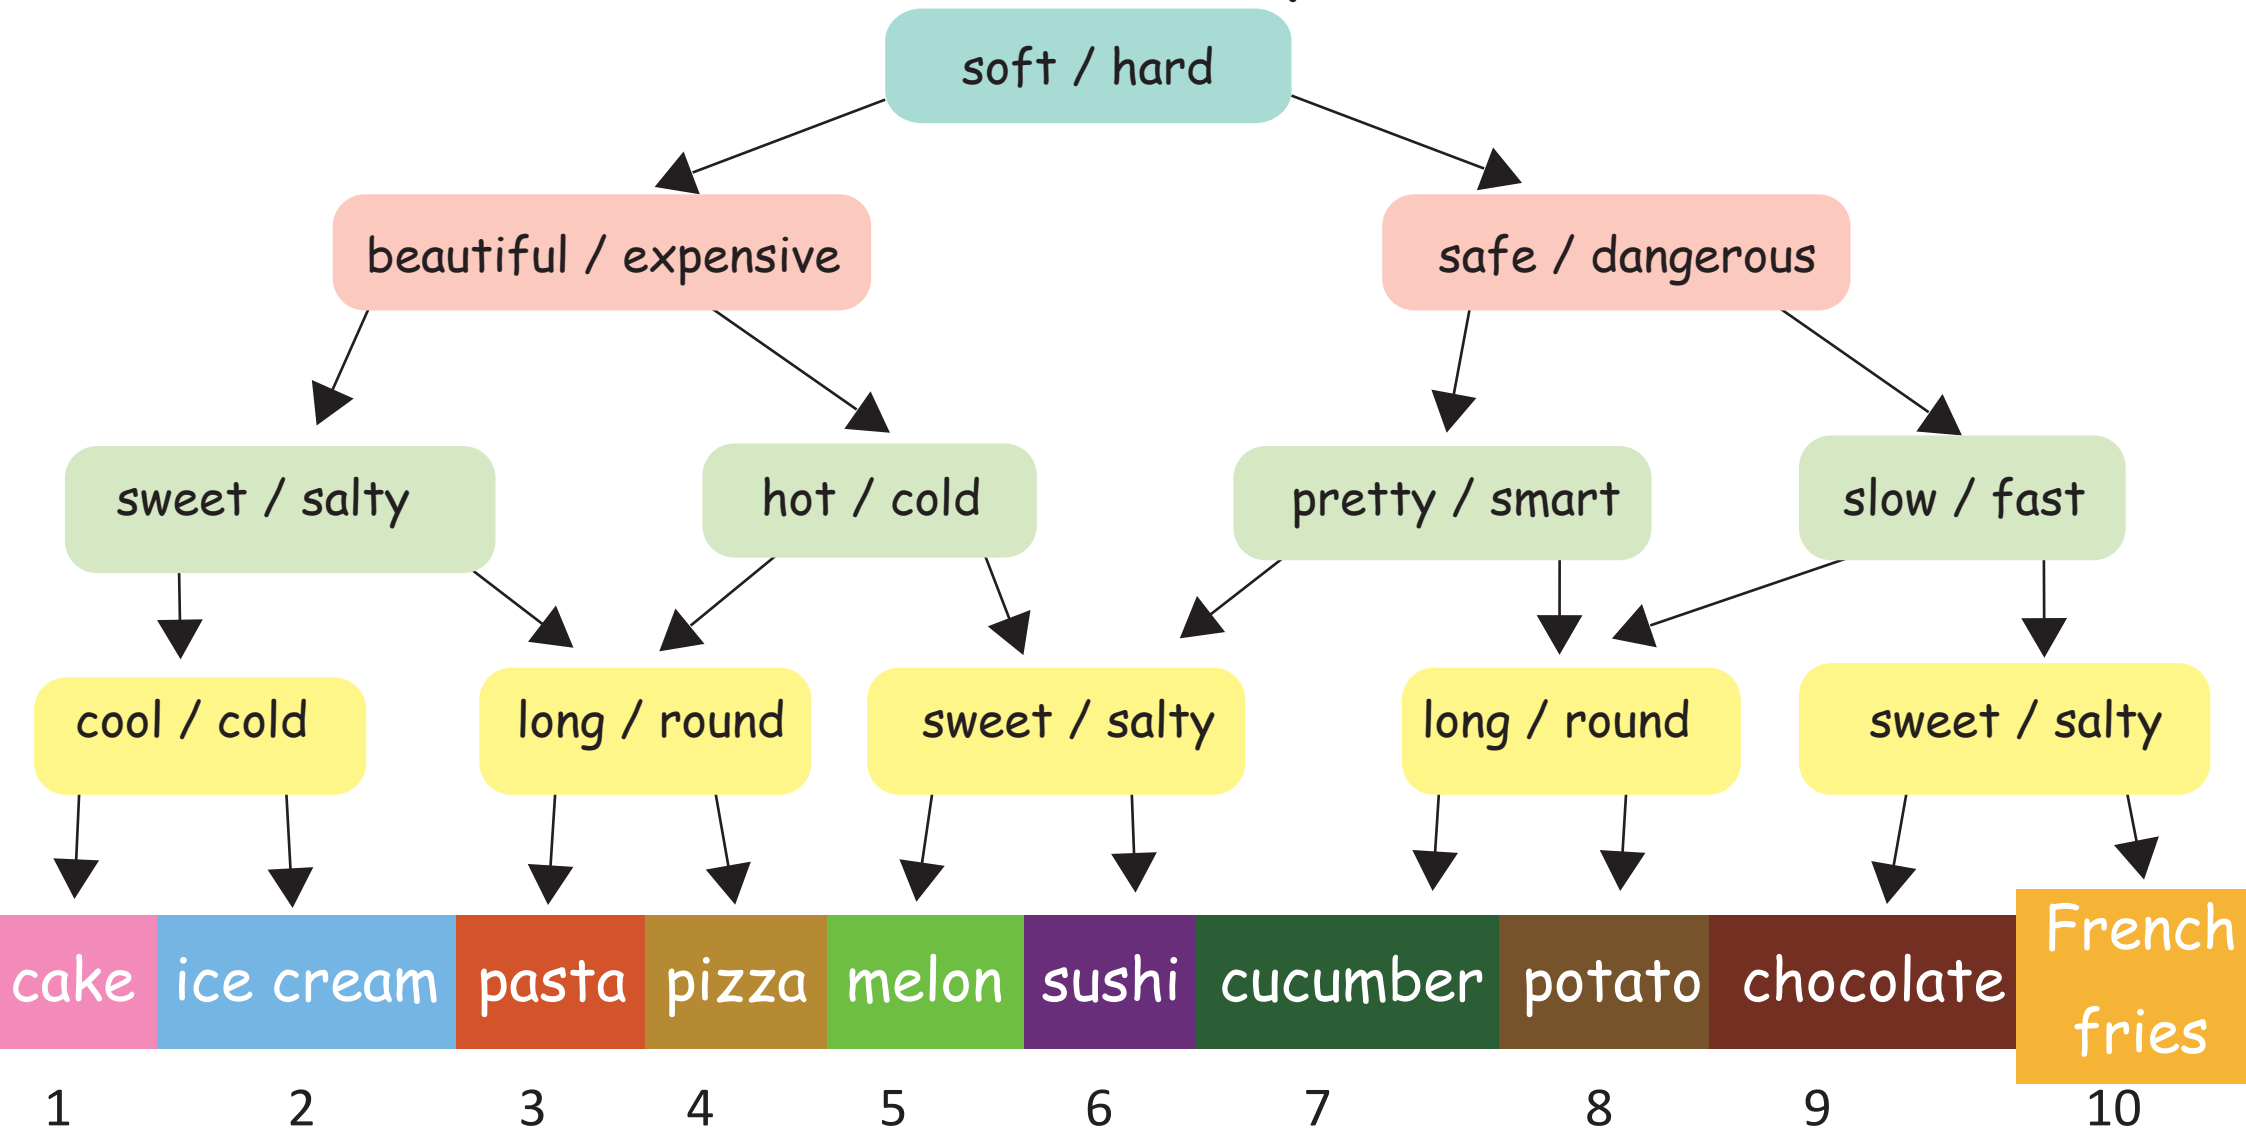 soft / hard
beautiful / expensive
safe / dangerous
sweet / salty
hot / cold
pretty / smart
slow / fast
cool / cold
long / round
sweet / salty
long / round
sweet / salty
cake
ice cream
pasta
pizza
melon
sushi
cucumber
potato
chocolate
French
fries
1
2
3
4
5
6
7
8
9
10